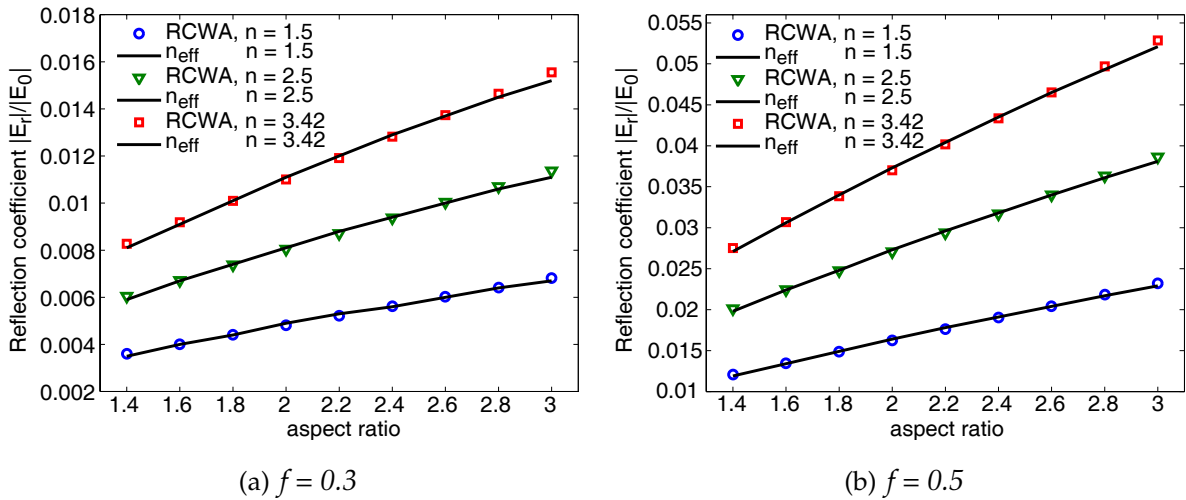 0.018
0.016
0.014
0.012
0.01
0.008
0.006
0.004
0.002
Reflection coefficient |E_r|/|E_0|
RCWA, n = 1.5
n_eff n = 1.5
RCWA, n = 2.5
n_eff n = 2.5
RCWA, n = 3.42
n_eff n = 3.42
1.4 1.6 1.8 2 2.2 2.4 2.6 2.8 3
aspect ratio
(a) f = 0.3
0.055
0.05
0.045
0.04
0.035
0.03
0.025
0.02
0.015
0.01
Reflection coefficient |E_r|/|E_0|
RCWA, n = 1.5
n_eff n = 1.5
RCWA, n = 2.5
n_eff n = 2.5
RCWA, n = 3.42
n_eff n = 3.42
1.4 1.6 1.8 2 2.2 2.4 2.6 2.8 3
aspect ratio
(b) f = 0.5